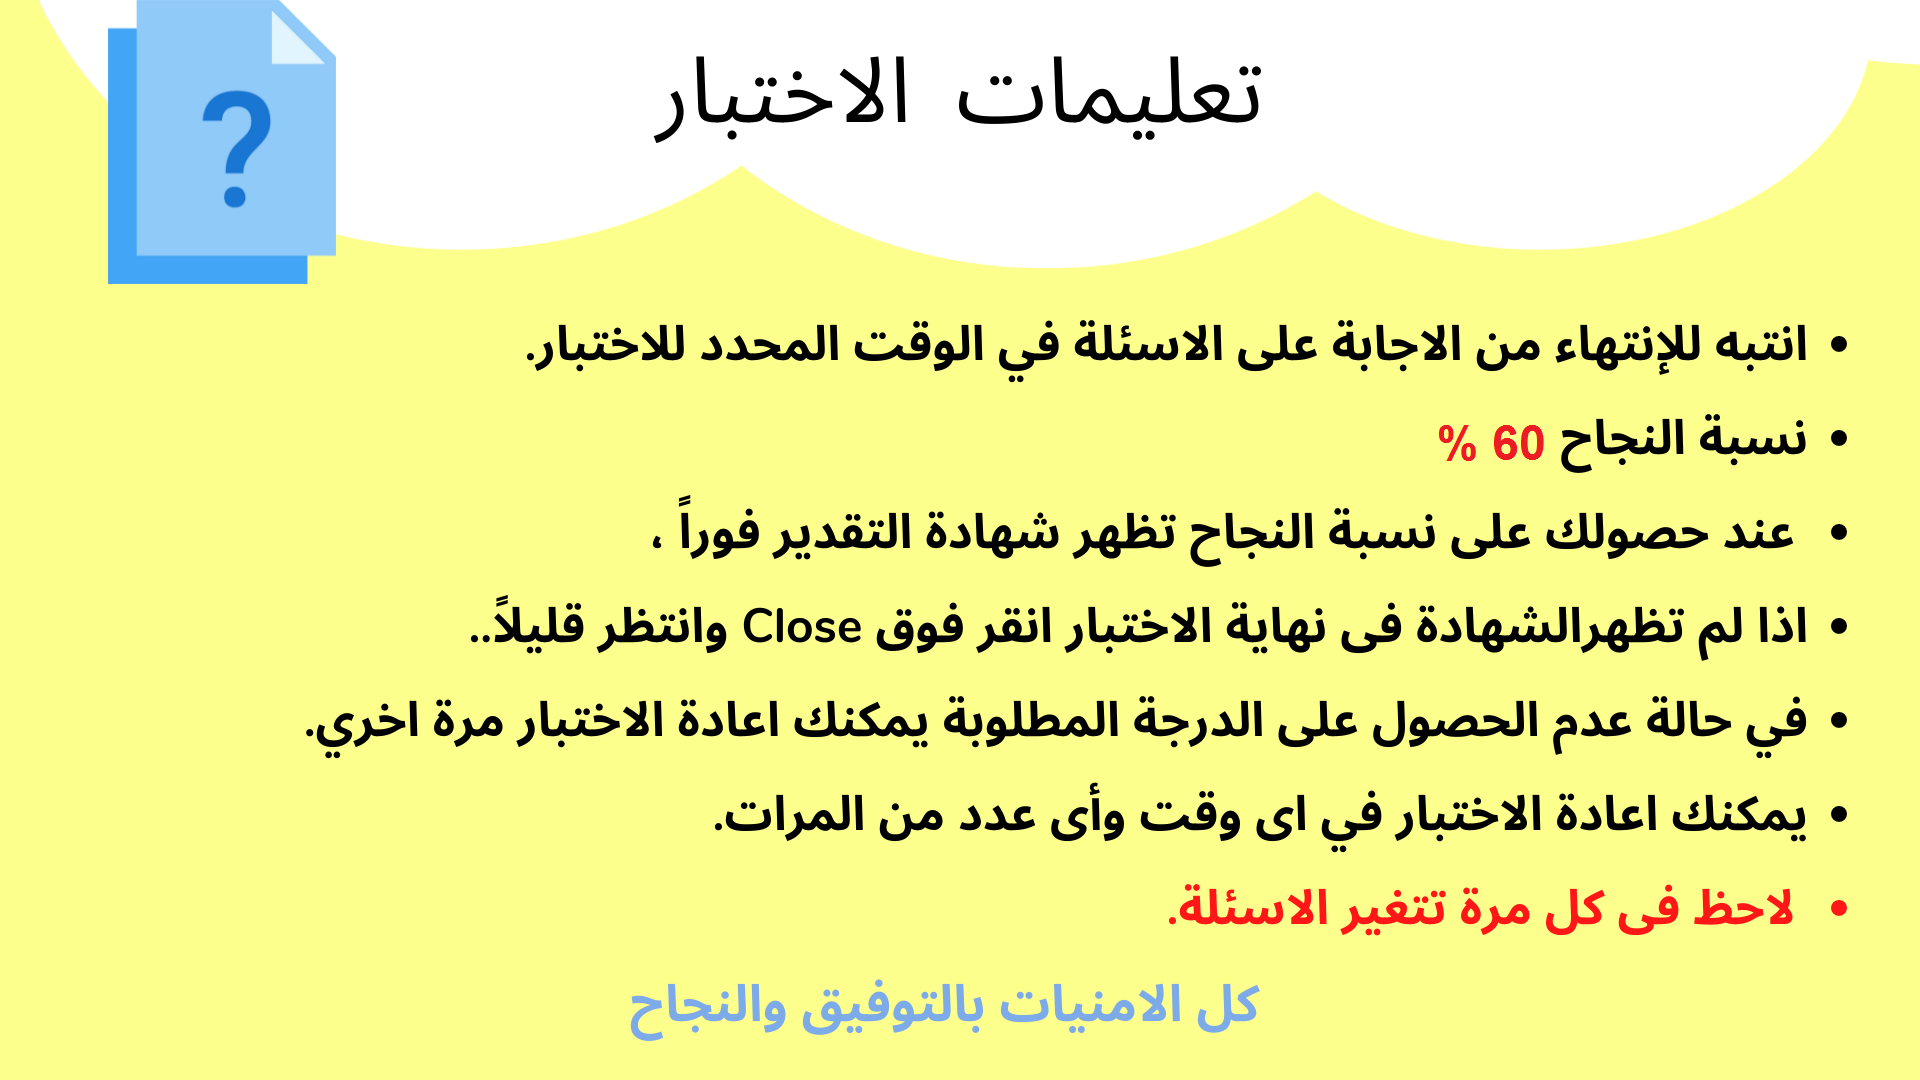 ?
تعليمات الاختبار
• انتبه للإنتهاء من الاجابة على الاسئلة في الوقت المحدد للاختبار.
• نسبة النجاح 60 %
• عند حصولك على نسبة النجاح تظهر شهادة التقدير فوراً ،
• اذا لم تظهرالشهادة فى نهاية الاختبار انقر فوق Close وانتظر قليلاً..
• في حالة عدم الحصول على الدرجة المطلوبة يمكنك اعادة الاختبار مرة اخري.
• يمكنك اعادة الاختبار في اى وقت وأى عدد من المرات.
• لاحظ فى كل مرة تتغير الاسئلة.
كل الامنيات بالتوفيق والنجاح